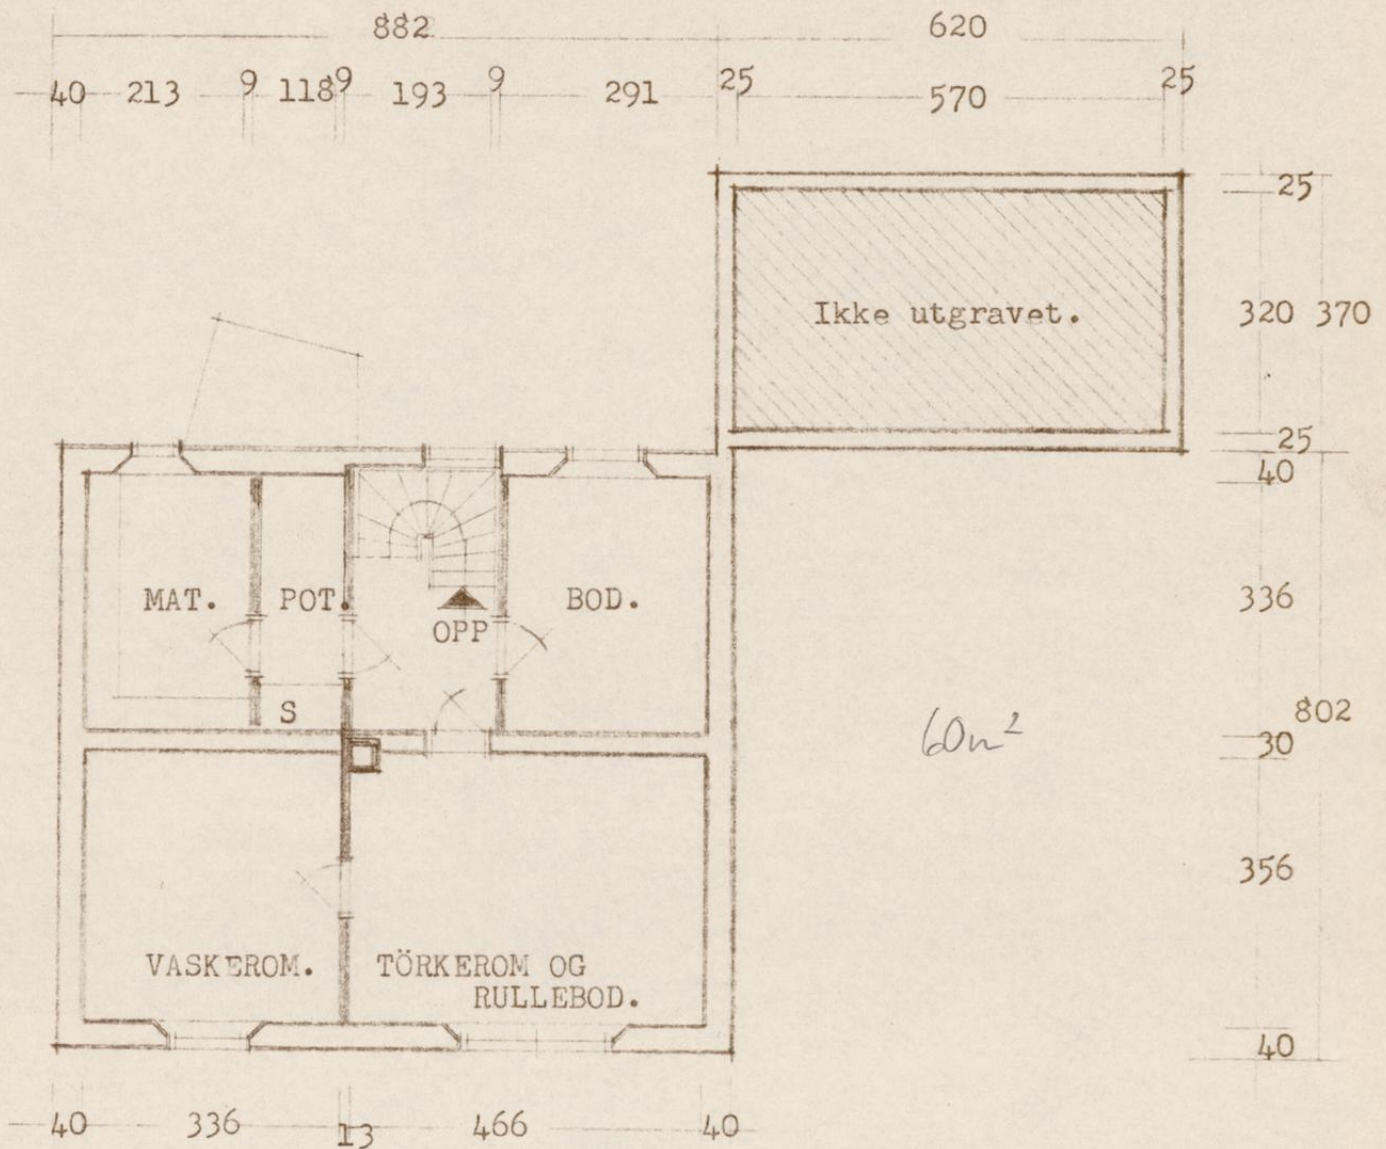 882 620
40 213 9 118 9 193 9 291 25 570 25
25
Ikke utgravet. 320 370
25
40
MAT. POT. BOD. 336
OPP
S 802
60m² 30
356
VASKEROM. TÖRKEROM OG
RULLEBOD.
40
40 336 13 466 40